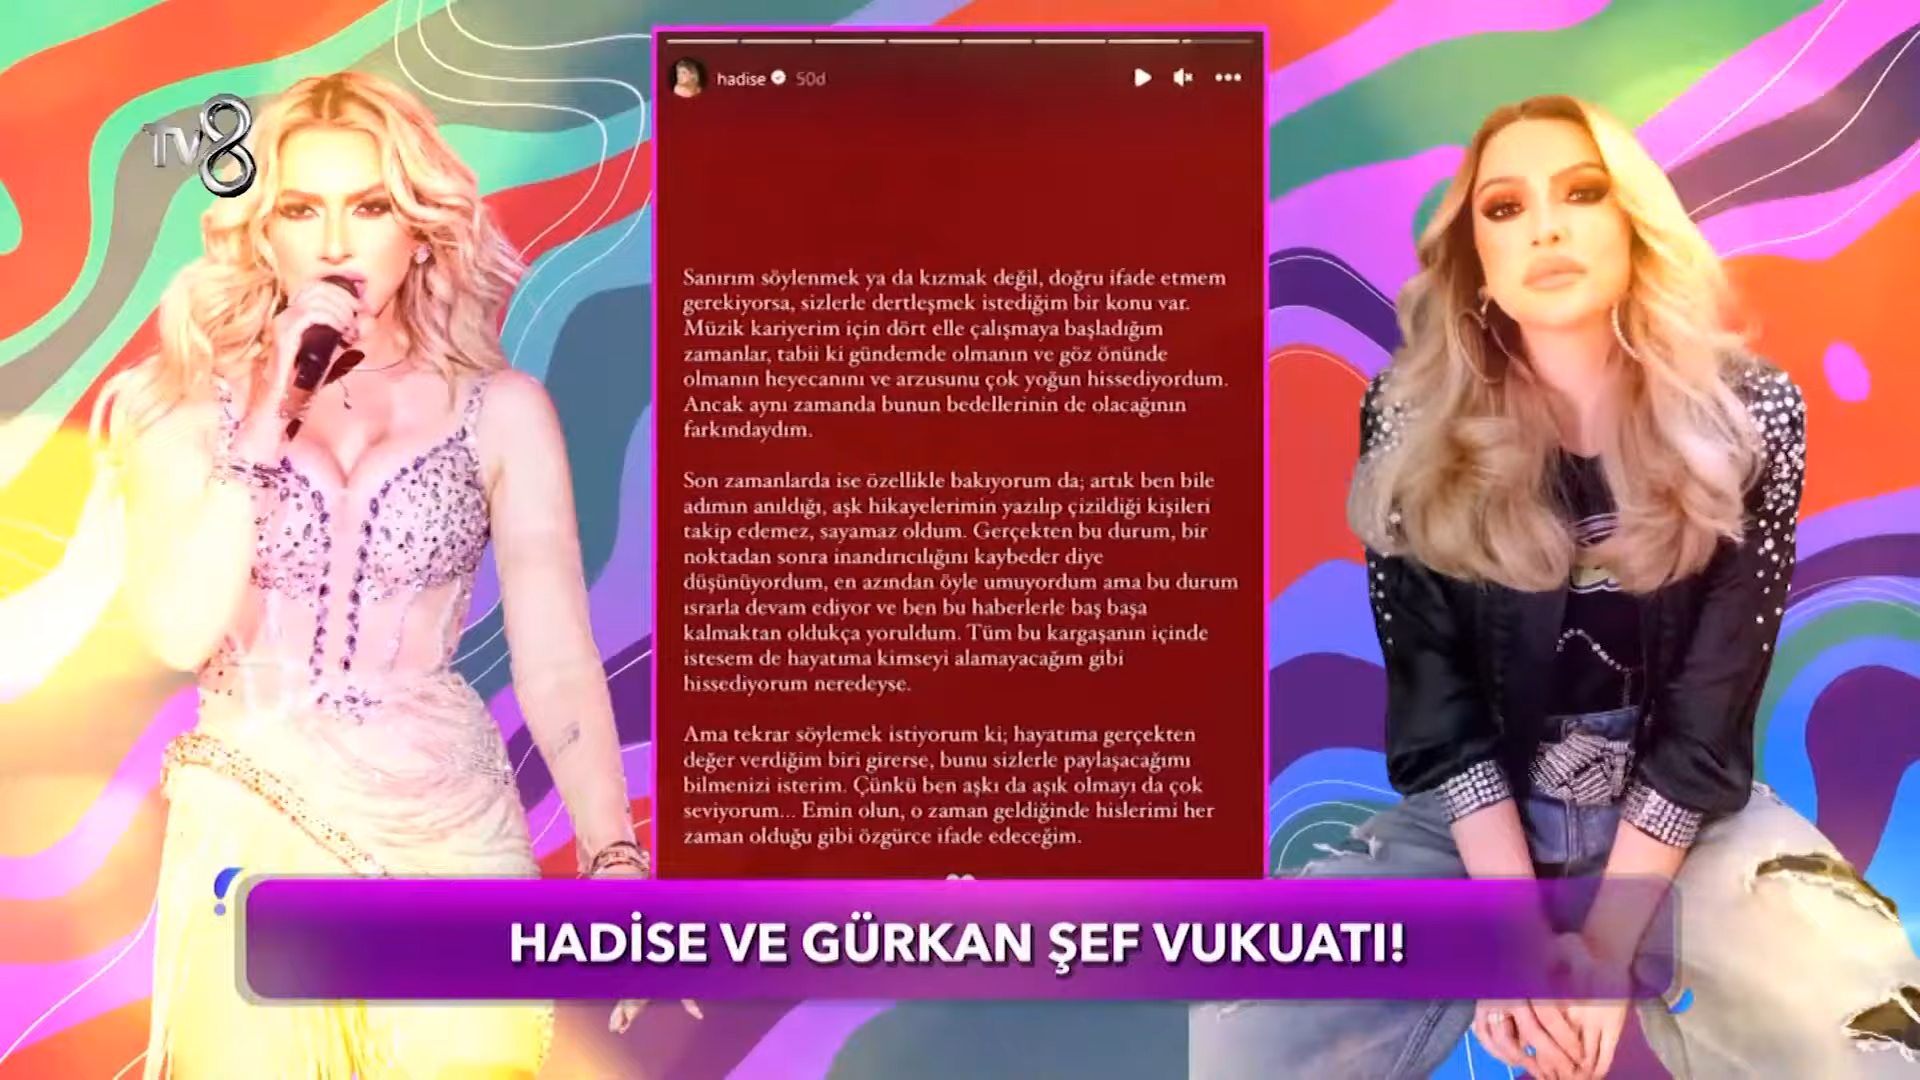 TV8
hadise 50d
Sanırım söylenmek ya da kızmak değil, doğru ifade etmem
gerekiyorsa, sizlerle dertleşmek istediğim bir konu var.
Müzik kariyerim için dört elle çalışmaya başladığım
zamanlar, tabii ki gündemde olmanın ve göz önünde
olmanın heyecanını ve arzusunu çok yoğun hissediyordum.
Ancak aynı zamanda bunun bedellerinin de olacağının
farkındaydım.
Son zamanlarda ise özellikle bakıyorum da; artık ben bile
adımın anıldığı, aşk hikayelerimin yazılıp çizildiği kişileri
takip edemez, sayamaz oldum. Gerçekten bu durum, bir
noktadan sonra inandırıcılığını kaybeder diye
düşünüyordum, en azından öyle umuyordum ama bu durum
ısrarla devam ediyor ve ben bu haberlerle baş başa
kalmaktan oldukça yoruldum. Tüm bu kargaşanın içinde
istesem de hayatıma kimseyi alamayacağım gibi
hissediyorum neredeyse.
Ama tekrar söylemek istiyorum ki; hayatıma gerçekten
değer verdiğim biri girerse, bunu sizlerle paylaşacağımı
bilmenizi isterim. Çünkü ben aşkı da aşık olmayı da çok
seviyorum... Emin olun, o zaman geldiğinde hislerimi her
zaman olduğu gibi özgürce ifade edeceğim.
HADİSE VE GÜRKAN ŞEF VUKUATI!